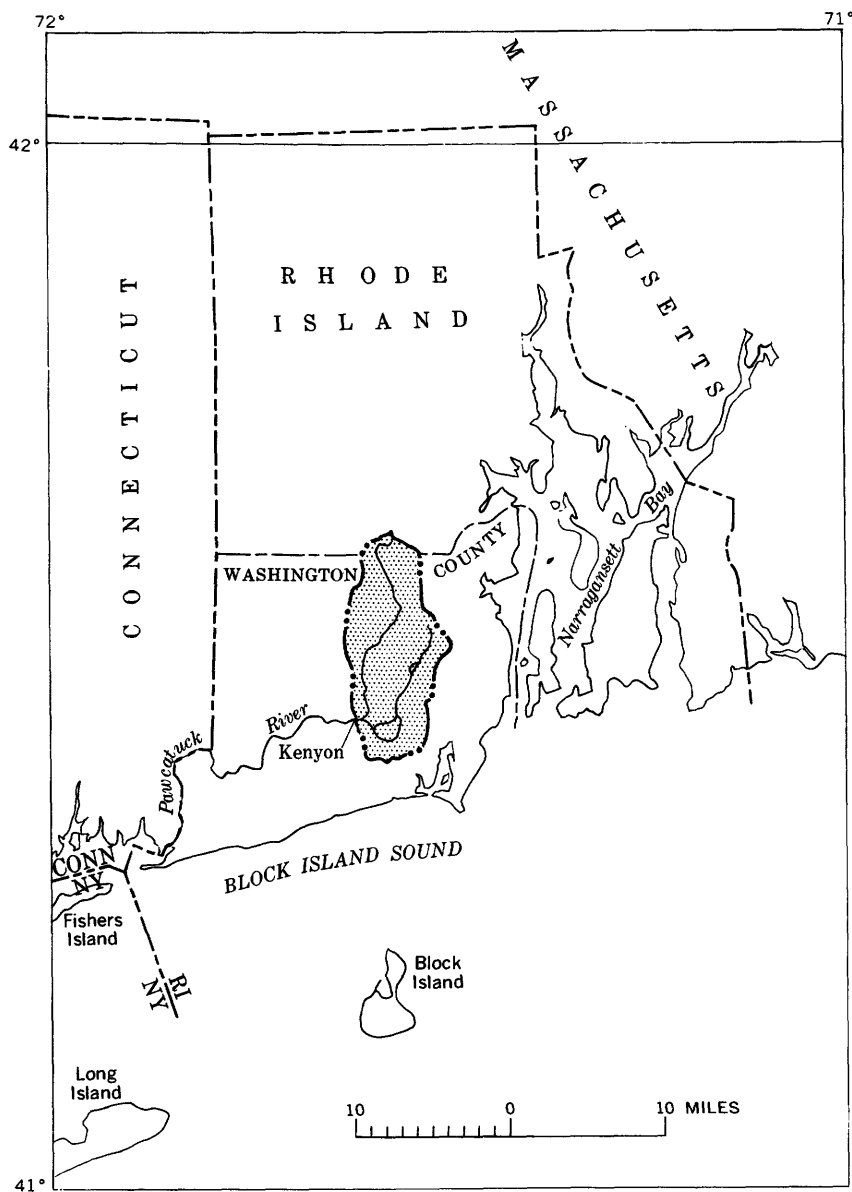 72°
71°
MASSACHUSETTS
42°
RHODE
ISLAND
CONNECTICUT
Narragansett Bay
WASHINGTON COUNTY
River
Kenyon
Pawcatuck
CONN
NY
BLOCK ISLAND SOUND
Fishers
Island
Block
Island
RI
NY
Long
Island
10 0 10 MILES
41°